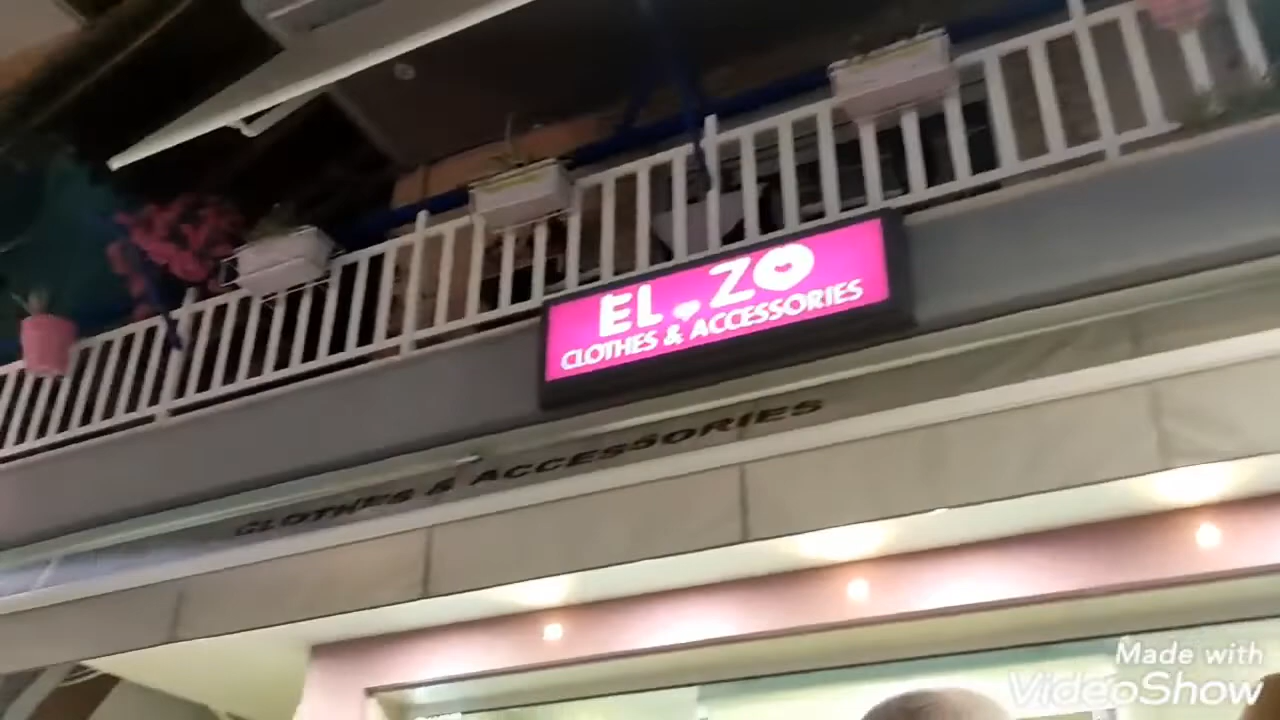 EL.ZO
CLOTHES & ACCESSORIES
CLOTHES & ACCESSORIES
Made with
VideoShow